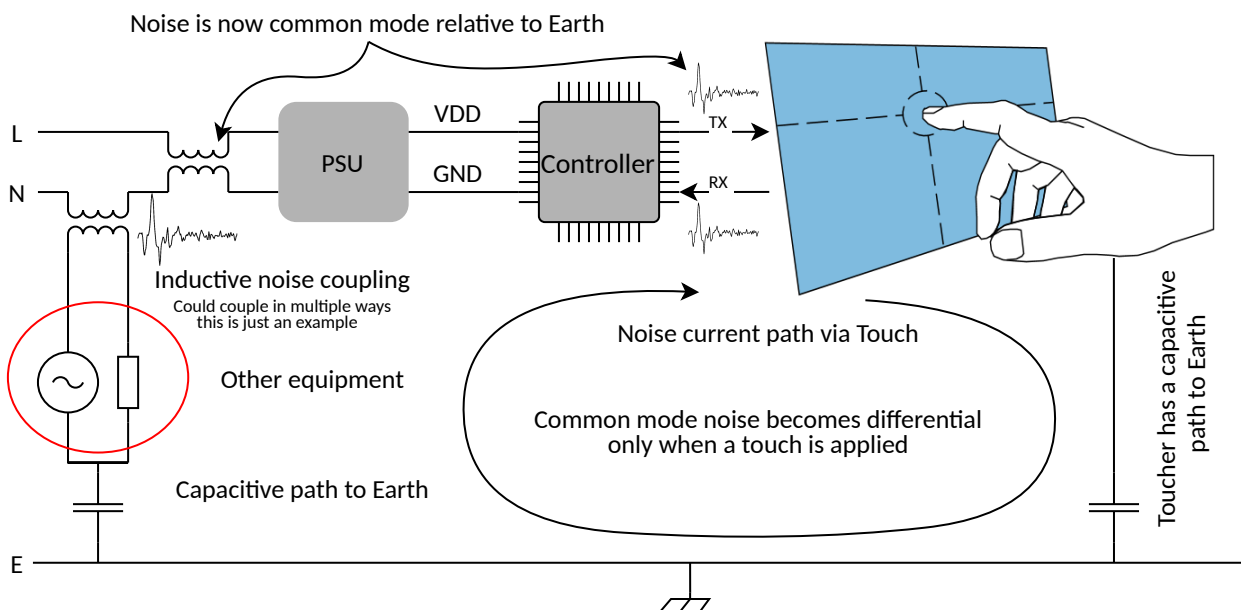 Noise is now common mode relative to Earth
L
N
PSU
VDD
GND
Controller
TX
RX
Inductive noise coupling
Could couple in multiple ways
this is just an example
Other equipment
Capacitive path to Earth
Noise current path via Touch
Common mode noise becomes differential
only when a touch is applied
Toucher has a capacitive
path to Earth
E